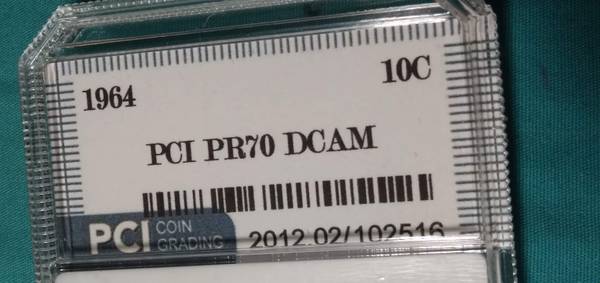 1964
10C
PCI PR70 DCAM
PCI COIN GRADING
2012.02/102516